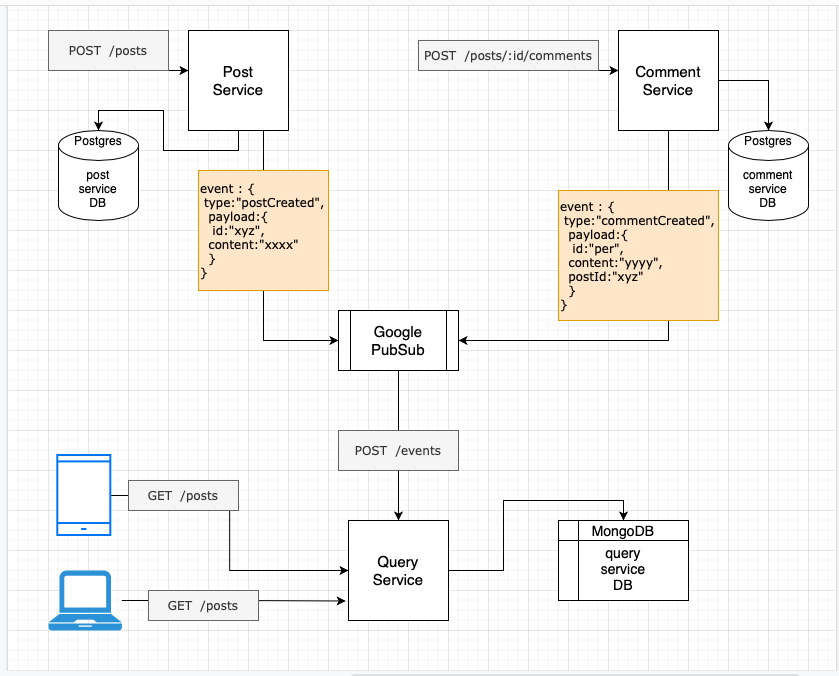 POST /posts
Post
Service
POST /posts/:id/comments
Comment
Service
Postgres
post
service
DB
Postgres
comment
service
DB
event : {
type:"postCreated",
payload:{
id:"xyz",
content:"xxxx"
}
}
event : {
type:"commentCreated",
payload:{
id:"per",
content:"yyyy",
postId:"xyz"
}
}
Google
PubSub
POST /events
GET /posts
Query
Service
MongoDB
query
service
DB
GET /posts